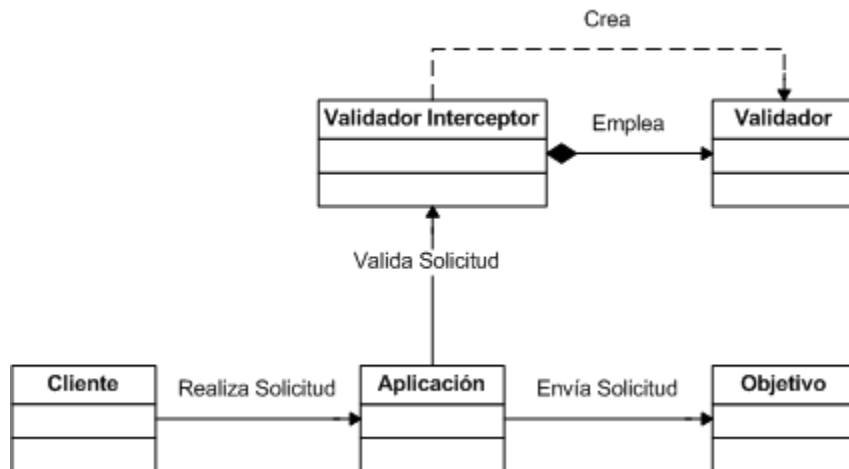 Crea
Validador Interceptor
Emplea
Validador
Valida Solicitud
Cliente
Realiza Solicitud
Aplicación
Envía Solicitud
Objetivo